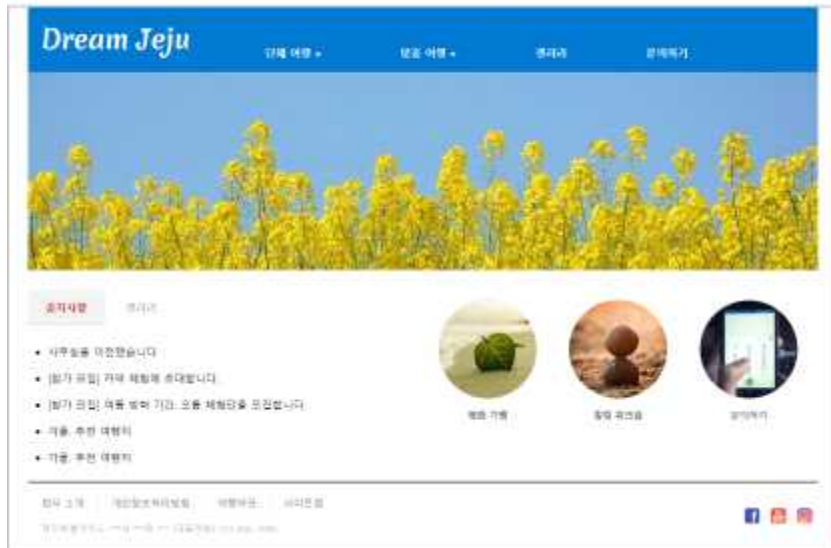 Dream Jeju
단체 여행 맞춤 여행 갤러리 문의하기
공지사항 갤러리
• 사무실을 이전했습니다
• [참가 모집] 카약 체험에 초대합니다.
• [참가 모집] 여름 방학 기간, 오름 체험단을 모집합니다.
• 가을, 추천 여행지
• 가을, 추천 여행지
평화 기행 힐링 워크숍 문의하기
회사 소개 개인정보처리방침 여행약관 사이트맵